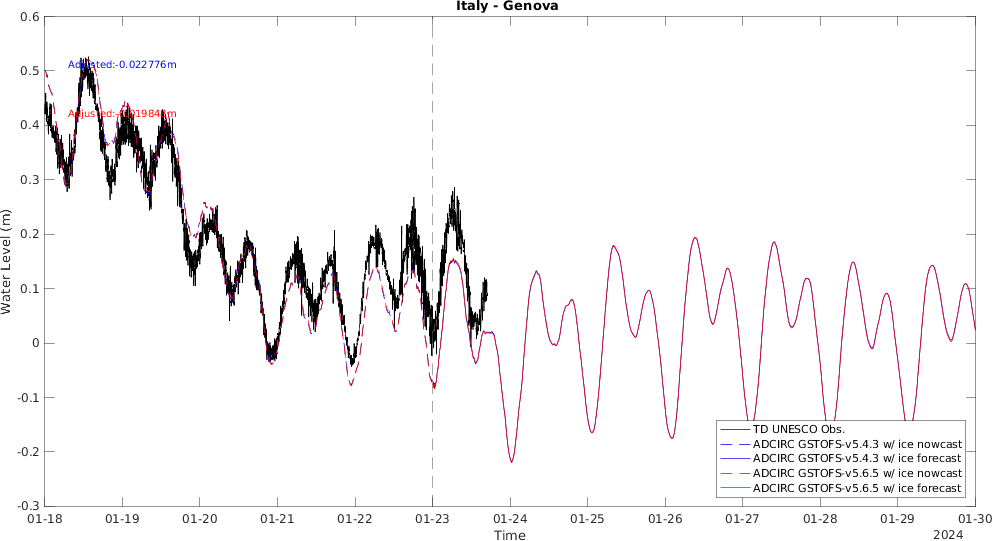 Italy - Genova
0.6
0.5
0.4
0.3
0.2
0.1
0
-0.1
-0.2
-0.3
Water Level (m)
Adjusted:-0.022776m
Adjusted:-0.019848m
01-18
01-19
01-20
01-21
01-22
01-23
01-24
01-25
01-26
01-27
01-28
01-29
01-30
Time
2024
TD UNESCO Obs.
ADCIRC GSTOFS-v5.4.3 w/ ice nowcast
ADCIRC GSTOFS-v5.4.3 w/ ice forecast
ADCIRC GSTOFS-v5.6.5 w/ ice nowcast
ADCIRC GSTOFS-v5.6.5 w/ ice forecast